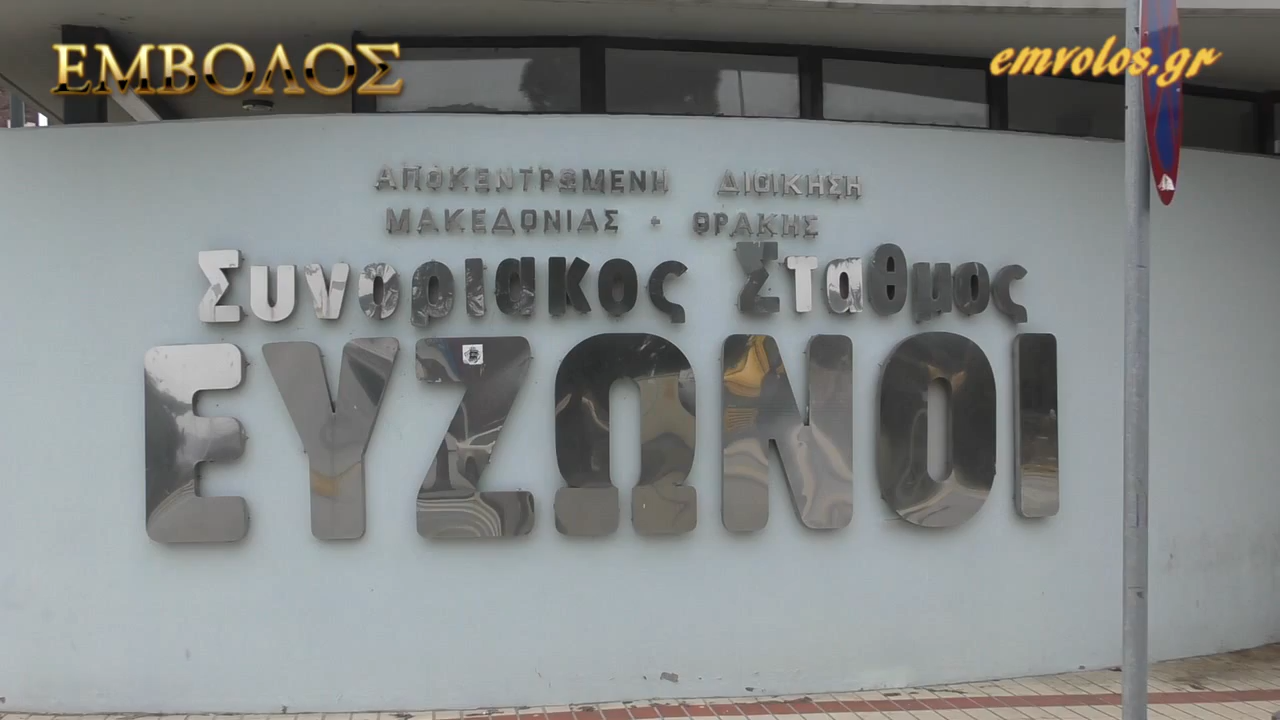 ΕΜΒΟΛΟΣ
emvolos.gr
ΑΠΟΚΕΝΤΡΩΜΕΝΗ ΔΙΟΙΚΗΣΗ
ΜΑΚΕΔΟΝΙΑΣ - ΘΡΑΚΗΣ
Συνοριακος Σταθμος
ΕΥΖΩΝΟΙ